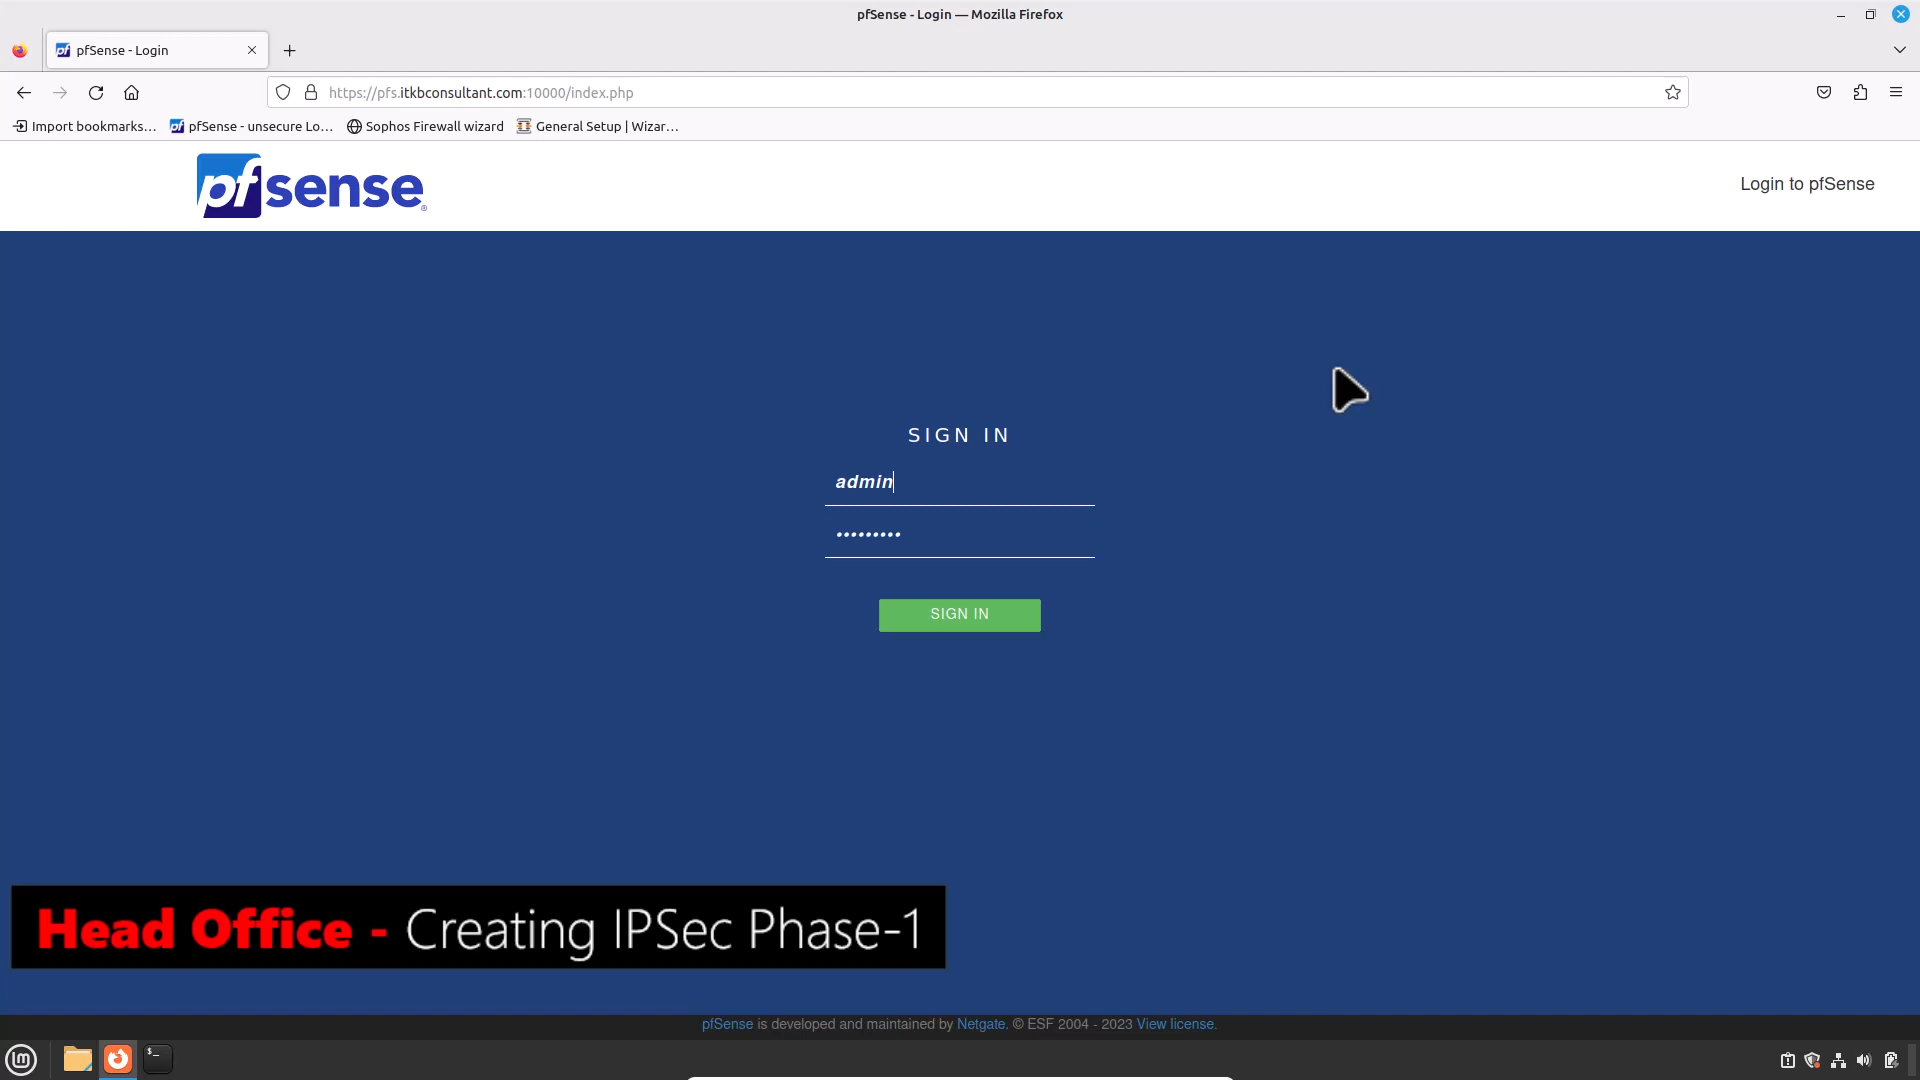 pfSense - Login — Mozilla Firefox
pfSense - Login
https://pfs.itkbconsultant.com:10000/index.php
Import bookmarks... pfSense - unsecure Lo... Sophos Firewall wizard General Setup | Wizar...
pfsense® Login to pfSense
SIGN IN
admin
•••••••••
SIGN IN
Head Office - Creating IPSec Phase-1
pfSense is developed and maintained by Netgate. © ESF 2004 - 2023 View license.